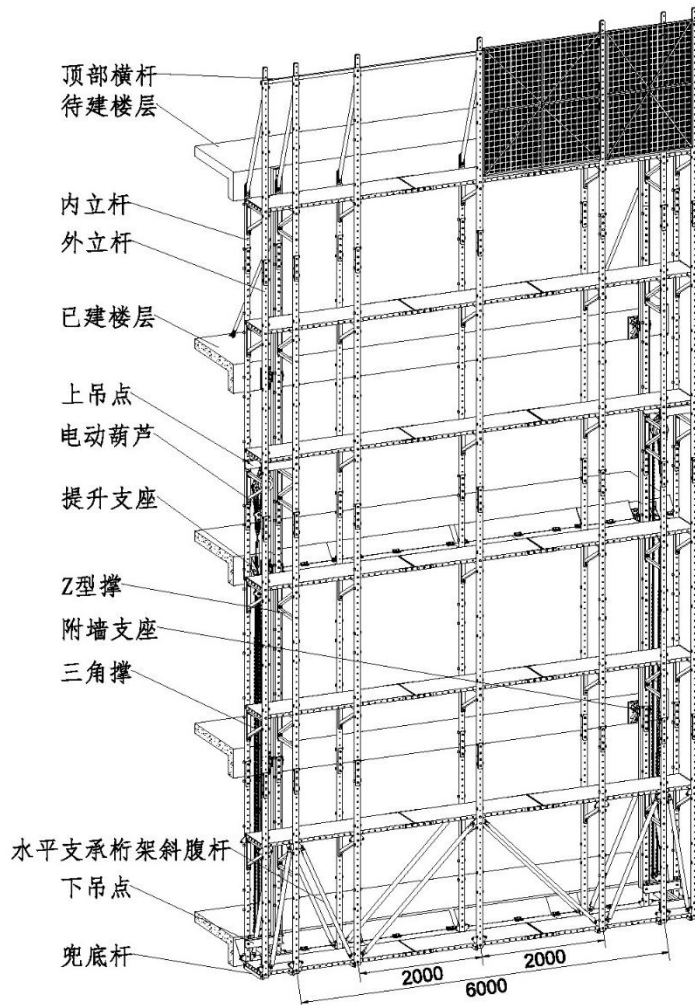 顶部横杆
待建楼层
内立杆
外立杆
已建楼层
上吊点
电动葫芦
提升支座
Z型撑
附墙支座
三角撑
水平支承桁架斜腹杆
下吊点
兜底杆
2000
2000
6000